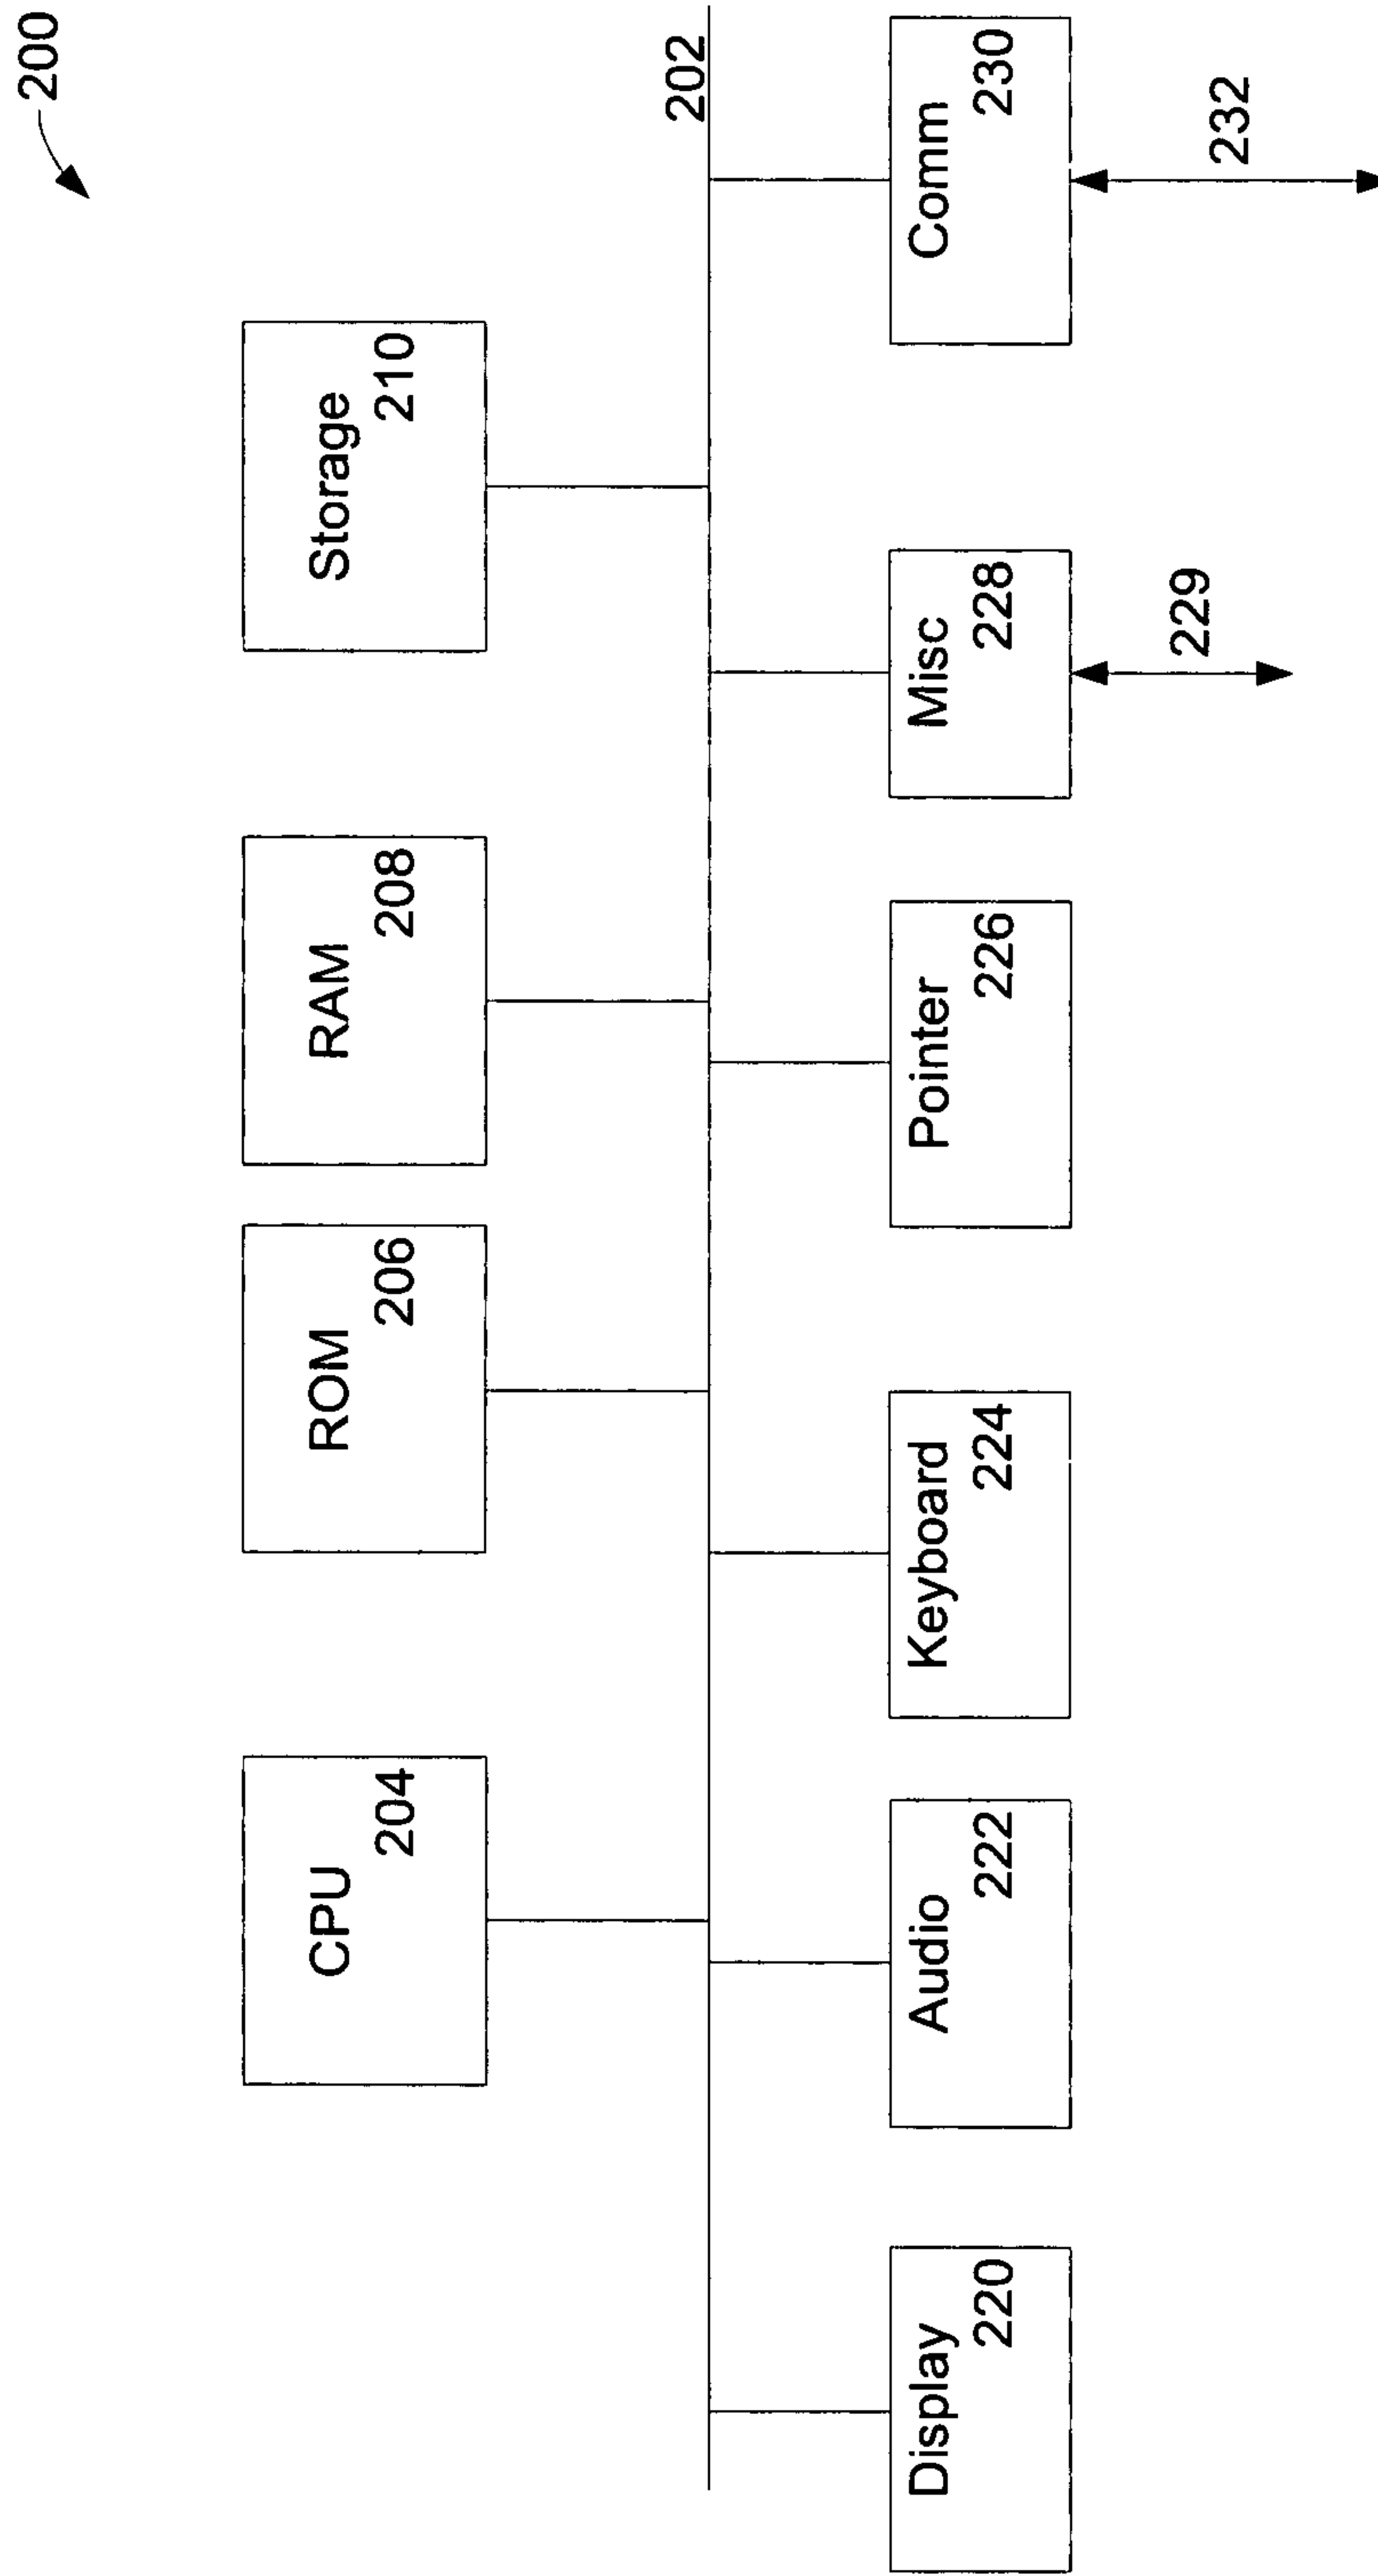 200
CPU
204
ROM
206
RAM
208
Storage
210
202
Display
220
Audio
222
Keyboard
224
Pointer
226
Misc
228
Comm
230
229
232